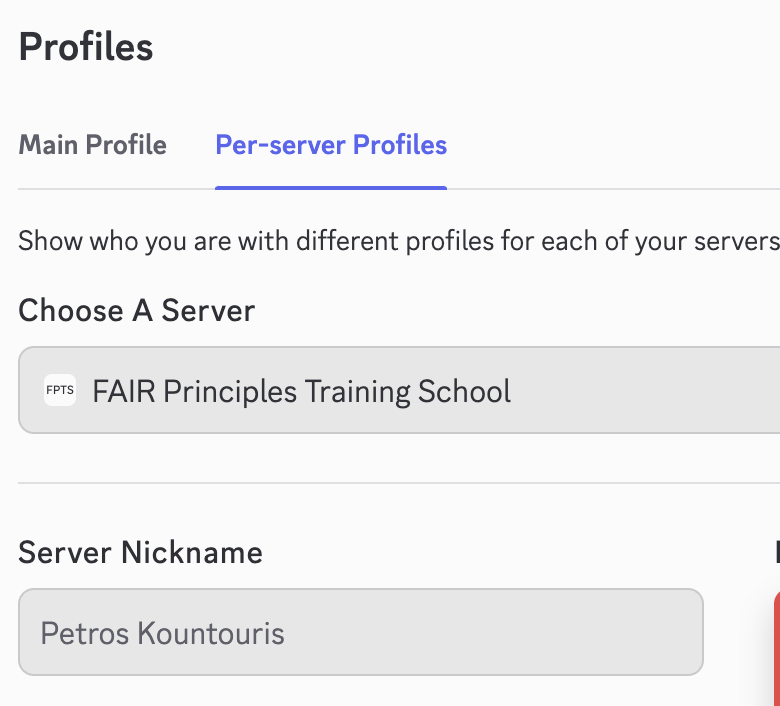 Profiles
Main Profile Per-server Profiles
Show who you are with different profiles for each of your servers
Choose A Server
FPTS FAIR Principles Training School
Server Nickname
Petros Kountouris